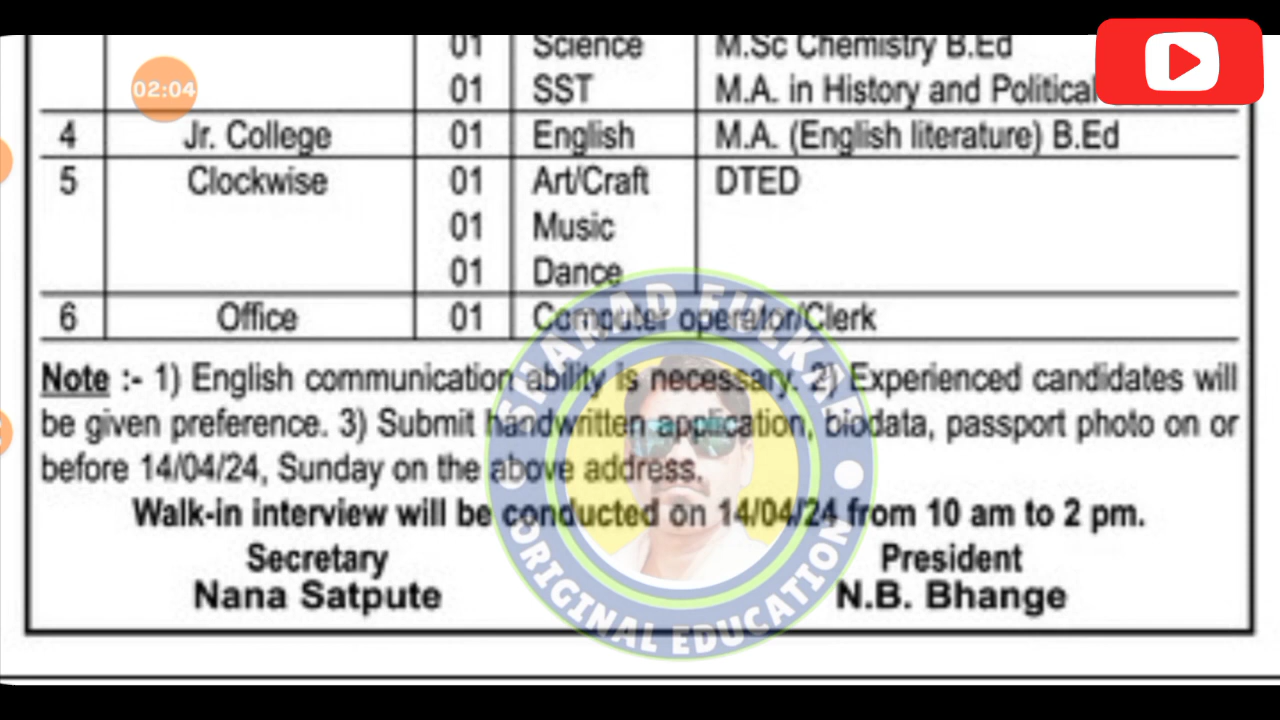 01 Science M.Sc Chemistry B.Ed
02:04
01 SST M.A. in History and Political
4 Jr. College 01 English M.A. (English literature) B.Ed
5 Clockwise 01 Art/Craft DTED
01 Music
01 Dance
6 Office 01 Computer operator/Clerk
Note :- 1) English communication ability is necessary. 2) Experienced candidates will
be given preference. 3) Submit handwritten application, biodata, passport photo on or
before 14/04/24, Sunday on the above address.
Walk-in interview will be conducted on 14/04/24 from 10 am to 2 pm.
Secretary President
Nana Satpute N.B. Bhange
ORIGINAL EDUCATION